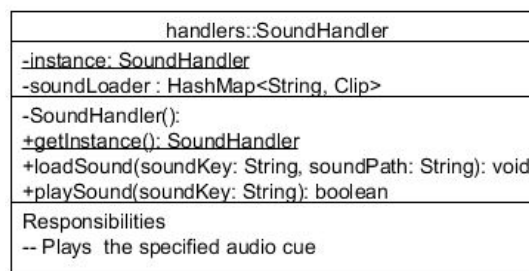 handlers::SoundHandler
-instance: SoundHandler
-soundLoader : HashMap<String, Clip>
-SoundHandler():
+getInstance(): SoundHandler
+loadSound(soundKey: String, soundPath: String): void
+playSound(soundKey: String): boolean
Responsibilities
-- Plays the specified audio cue